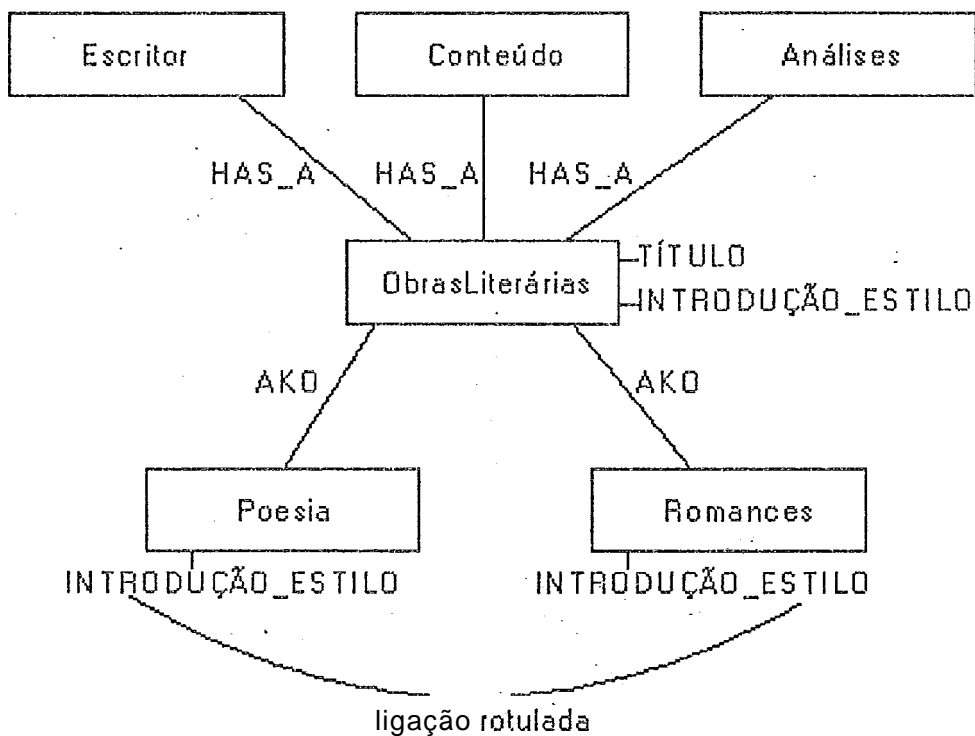 Escritor Conteúdo Análises
HAS_A HAS_A HAS_A
ObrasLiterárias
TÍTULO
INTRODUÇÃO_ESTILO
AKO AKO
Poesia Romances
INTRODUÇÃO_ESTILO INTRODUÇÃO_ESTILO
ligação rotulada